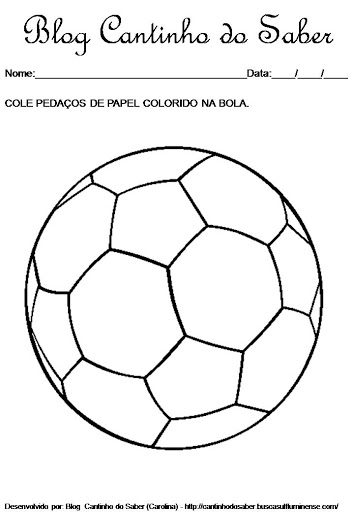 Blog Cantinho do Saber
Nome:________________________________________Data:____/____/____
COLE PEDAÇOS DE PAPEL COLORIDO NA BOLA.
Desenvolvido por: Blog Cantinho do Saber (Carolina) - http://cantinhodosaber.buscasulfluminense.com/